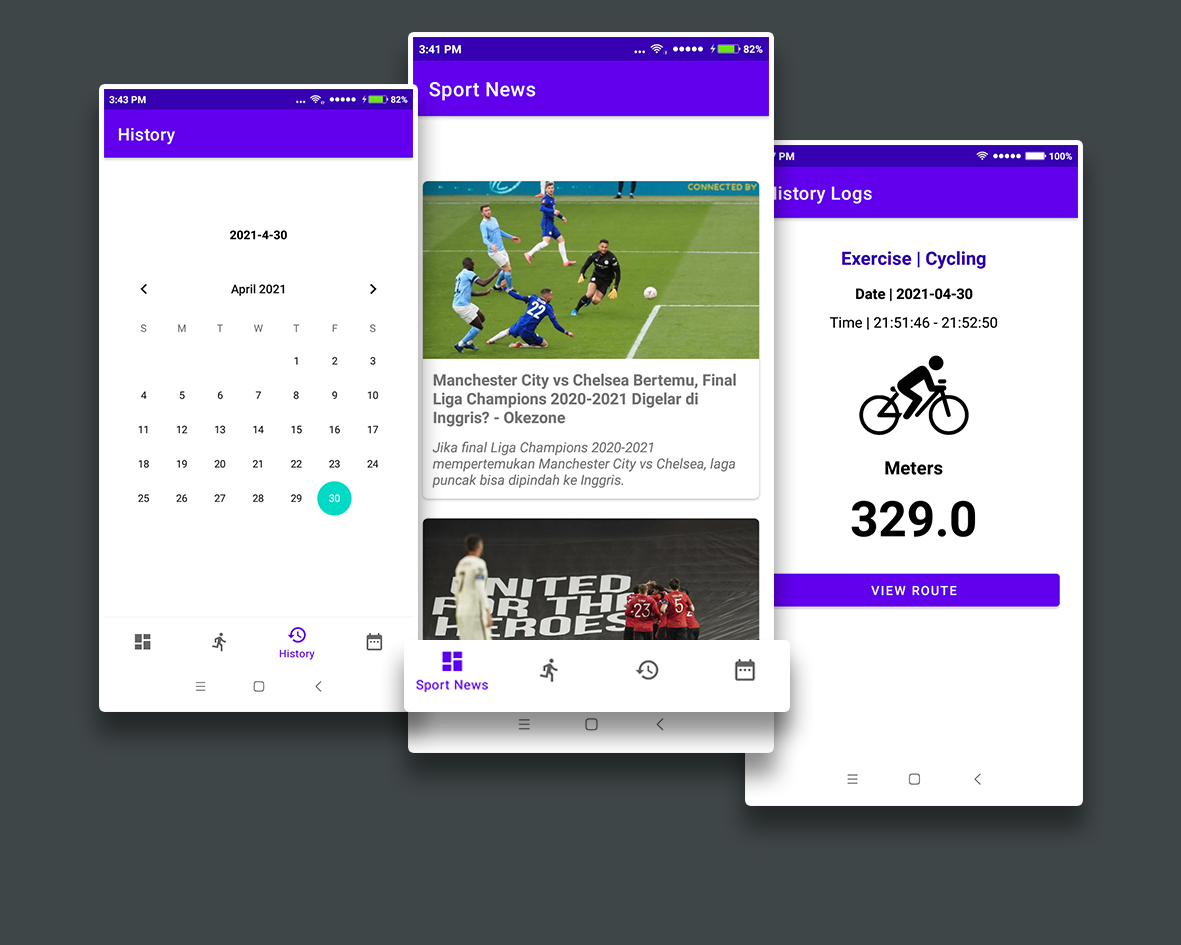 3:43 PM
82%
History
2021-4-30
April 2021
S M T W T F S
1 2 3
4 5 6 7 8 9 10
11 12 13 14 15 16 17
18 19 20 21 22 23 24
25 26 27 28 29 30
History
3:41 PM
82%
Sport News
CONNECTED BY
22
Manchester City vs Chelsea Bertemu, Final
Liga Champions 2020-2021 Digelar di
Inggris? - Okezone
Jika final Liga Champions 2020-2021
mempertemukan Manchester City vs Chelsea, laga
puncak bisa dipindah ke Inggris.
UNITED
FOR THE
HEROES
23
5
Sport News
PM
100%
History Logs
Exercise | Cycling
Date | 2021-04-30
Time | 21:51:46 - 21:52:50
Meters
329.0
VIEW ROUTE